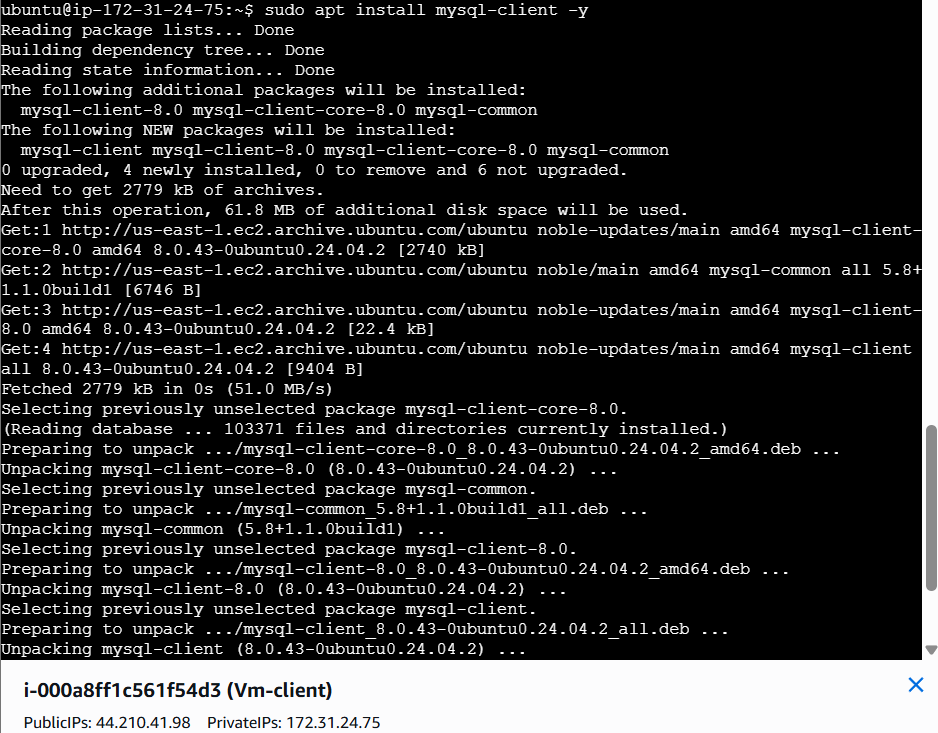 ubuntu@ip-172-31-24-75:~$ sudo apt install mysql-client -y
Reading package lists... Done
Building dependency tree... Done
Reading state information... Done
The following additional packages will be installed:
  mysql-client-8.0 mysql-client-core-8.0 mysql-common
The following NEW packages will be installed:
  mysql-client mysql-client-8.0 mysql-client-core-8.0 mysql-common
0 upgraded, 4 newly installed, 0 to remove and 6 not upgraded.
Need to get 2779 kB of archives.
After this operation, 61.8 MB of additional disk space will be used.
Get:1 http://us-east-1.ec2.archive.ubuntu.com/ubuntu noble-updates/main amd64 mysql-client-
core-8.0 amd64 8.0.43-0ubuntu0.24.04.2 [2740 kB]
Get:2 http://us-east-1.ec2.archive.ubuntu.com/ubuntu noble/main amd64 mysql-common all 5.8+
1.1.0build1 [6746 B]
Get:3 http://us-east-1.ec2.archive.ubuntu.com/ubuntu noble-updates/main amd64 mysql-client-
8.0 amd64 8.0.43-0ubuntu0.24.04.2 [22.4 kB]
Get:4 http://us-east-1.ec2.archive.ubuntu.com/ubuntu noble-updates/main amd64 mysql-client
all 8.0.43-0ubuntu0.24.04.2 [9404 B]
Fetched 2779 kB in 0s (51.0 MB/s)
Selecting previously unselected package mysql-client-core-8.0.
(Reading database ... 103371 files and directories currently installed.)
Preparing to unpack .../mysql-client-core-8.0_8.0.43-0ubuntu0.24.04.2_amd64.deb ...
Unpacking mysql-client-core-8.0 (8.0.43-0ubuntu0.24.04.2) ...
Selecting previously unselected package mysql-common.
Preparing to unpack .../mysql-common_5.8+1.1.0build1_all.deb ...
Unpacking mysql-common (5.8+1.1.0build1) ...
Selecting previously unselected package mysql-client-8.0.
Preparing to unpack .../mysql-client-8.0_8.0.43-0ubuntu0.24.04.2_amd64.deb ...
Unpacking mysql-client-8.0 (8.0.43-0ubuntu0.24.04.2) ...
Selecting previously unselected package mysql-client.
Preparing to unpack .../mysql-client_8.0.43-0ubuntu0.24.04.2_all.deb ...
Unpacking mysql-client (8.0.43-0ubuntu0.24.04.2) ...
i-000a8ff1c561f54d3 (Vm-client)
PublicIPs: 44.210.41.98 PrivateIPs: 172.31.24.75